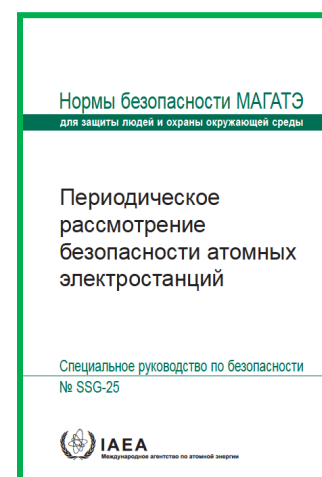 Нормы безопасности МАГАТЭ
для защиты людей и охраны окружающей среды
Периодическое
рассмотрение
безопасности атомных
электростанций
Специальное руководство по безопасности
№ SSG-25
IAEA
Международное агентство по атомной энергии